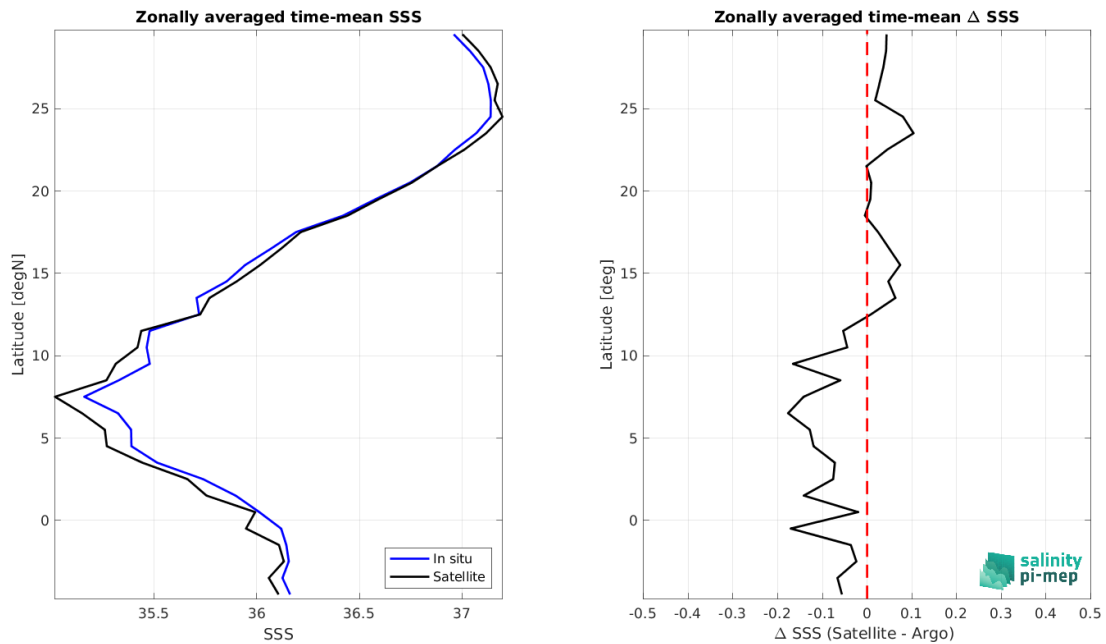 Zonally averaged time-mean SSS
Latitude [degN]
25
20
15
10
5
0
35.5
36
36.5
37
SSS
In situ
Satellite
Zonally averaged time-mean Δ SSS
Latitude [deg]
25
20
15
10
5
0
-0.5
-0.4
-0.3
-0.2
-0.1
0
0.1
0.2
0.3
0.4
0.5
Δ SSS (Satellite - Argo)
salinity
pi-mep